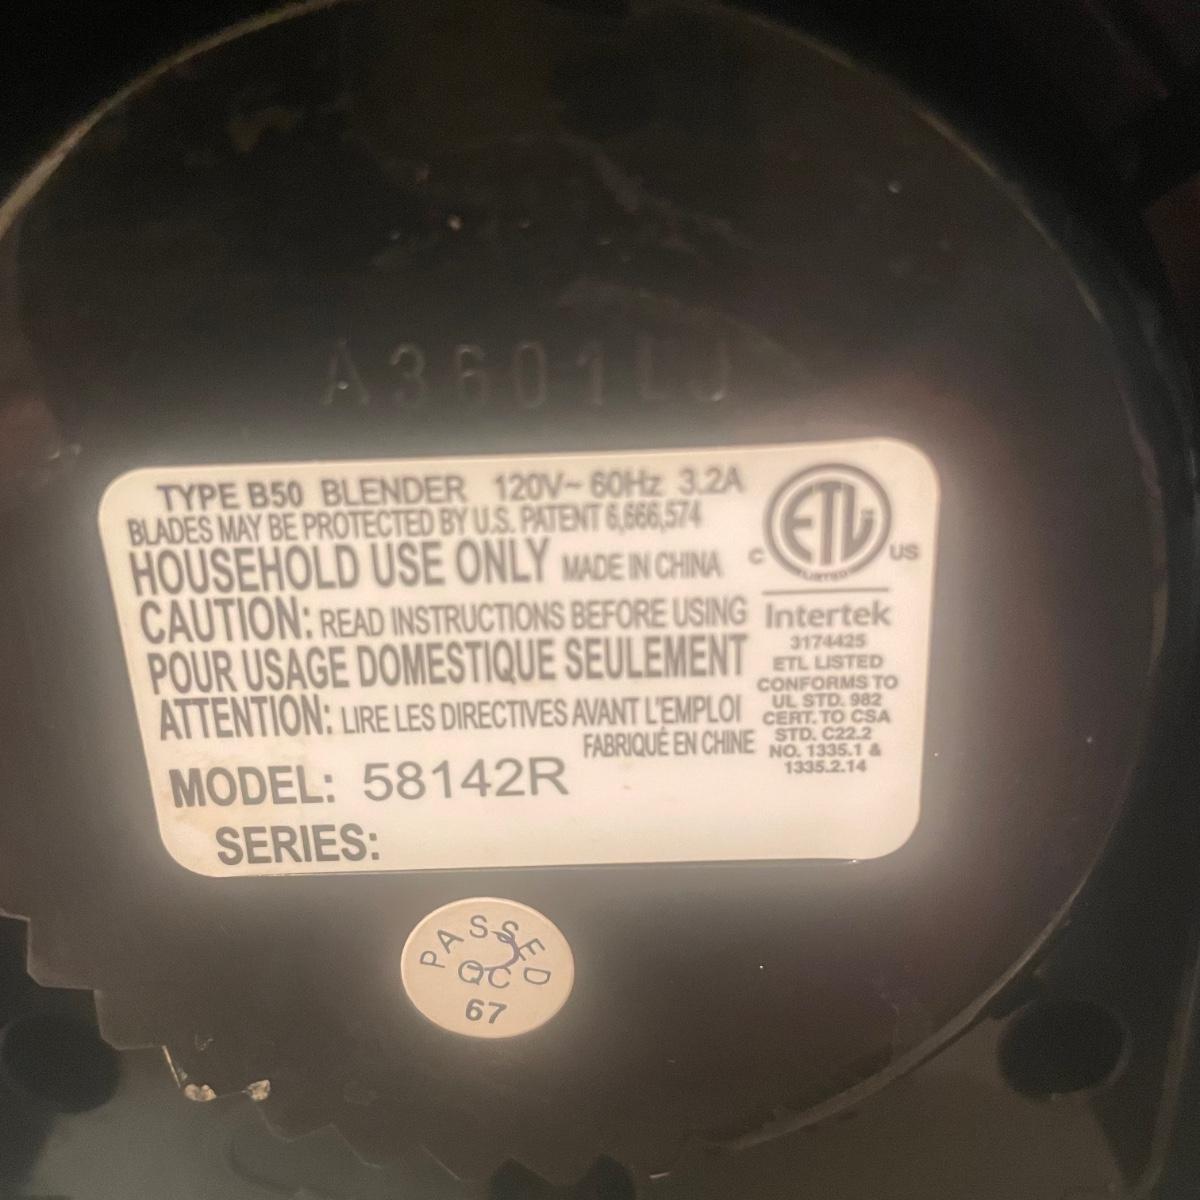 A3601LJ
TYPE B50 BLENDER 120V~ 60Hz 3.2A
BLADES MAY BE PROTECTED BY U.S. PATENT 6,666,574
HOUSEHOLD USE ONLY MADE IN CHINA
CAUTION: READ INSTRUCTIONS BEFORE USING
POUR USAGE DOMESTIQUE SEULEMENT
ATTENTION: LIRE LES DIRECTIVES AVANT L'EMPLOI
FABRIQUÉ EN CHINE
MODEL: 58142R
SERIES:
ETL
LISTED
C US
Intertek
3174425
ETL LISTED
CONFORMS TO
UL STD. 982
CERT. TO CSA
STD. C22.2
NO. 1335.1 &
1335.2.14
PASSED
QC
67